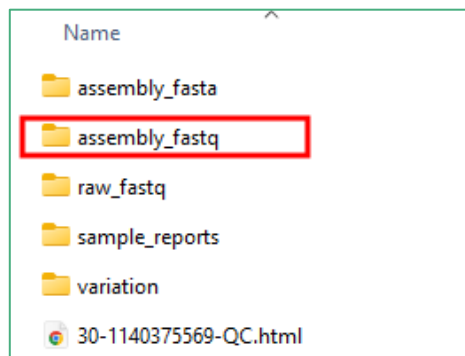 Name
assembly_fasta
assembly_fastq
raw_fastq
sample_reports
variation
30-1140375569-QC.html